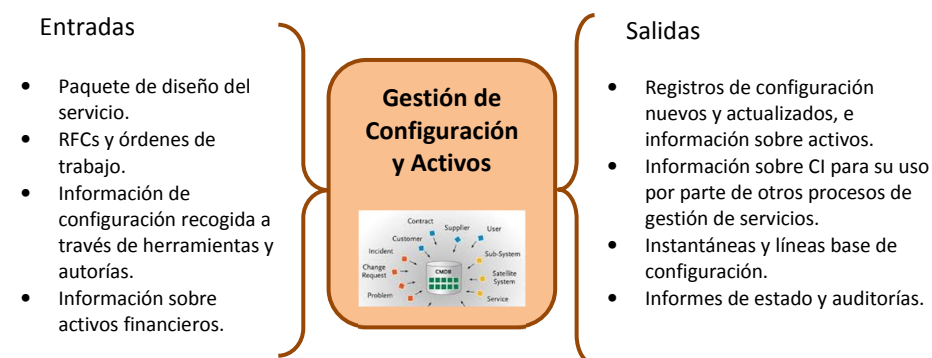 Entradas
• Paquete de diseño del
servicio.
• RFCs y órdenes de
trabajo.
• Información de
configuración recogida a
través de herramientas y
autorías.
• Información sobre
activos financieros.
Gestión de
Configuración
y Activos
Contract
Supplier
User
Customer
Incident
Sub-System
Change
Request
CMDB
Satellite
System
Problem
Service
Salidas
• Registros de configuración
nuevos y actualizados, e
información sobre activos.
• Información sobre CI para su uso
por parte de otros procesos de
gestión de servicios.
• Instantáneas y líneas base de
configuración.
• Informes de estado y auditorías.